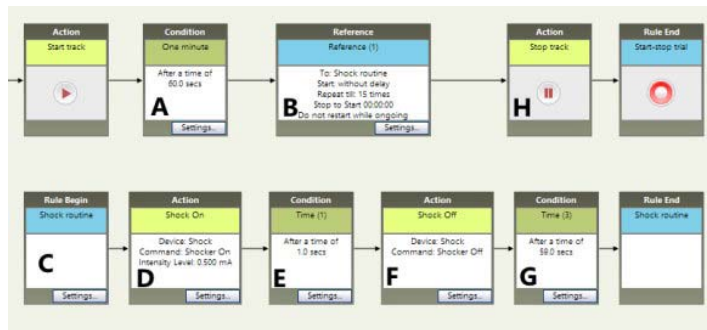 Action
Start track
Condition
One minute
After a time of
60.0 secs
A
Settings...
Reference
Reference (1)
To: Shock routine
Start: without delay
Repeat till: 15 times
Stop to Start 00:00:00
Do not restart while ongoing
B
Settings...
Action
Stop track
H
Rule End
Start-stop trial
Rule Begin
Shock routine
C
Settings...
Action
Shock On
Device: Shock
Command: Shocker On
Intensity Level: 0.500 mA
D
Settings...
Condition
Time (1)
After a time of
1.0 secs
E
Settings...
Action
Shock Off
Device: Shock
Command: Shocker Off
F
Settings...
Condition
Time (3)
After a time of
59.0 secs
G
Settings...
Rule End
Shock routine